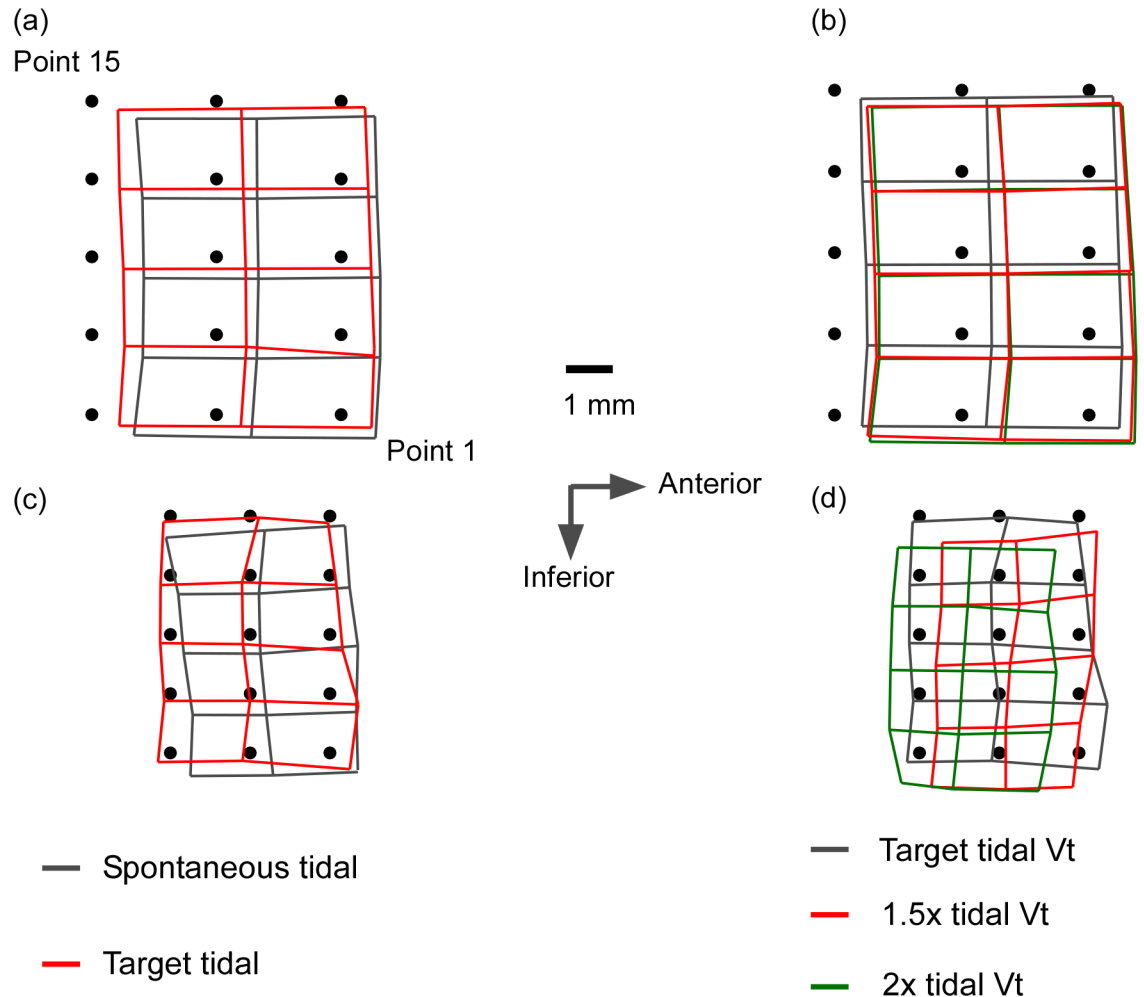 (a)
Point 15
(b)
1 mm
Point 1
(c)
Anterior
Inferior
(d)
Spontaneous tidal
Target tidal
Target tidal Vt
1.5x tidal Vt
2x tidal Vt